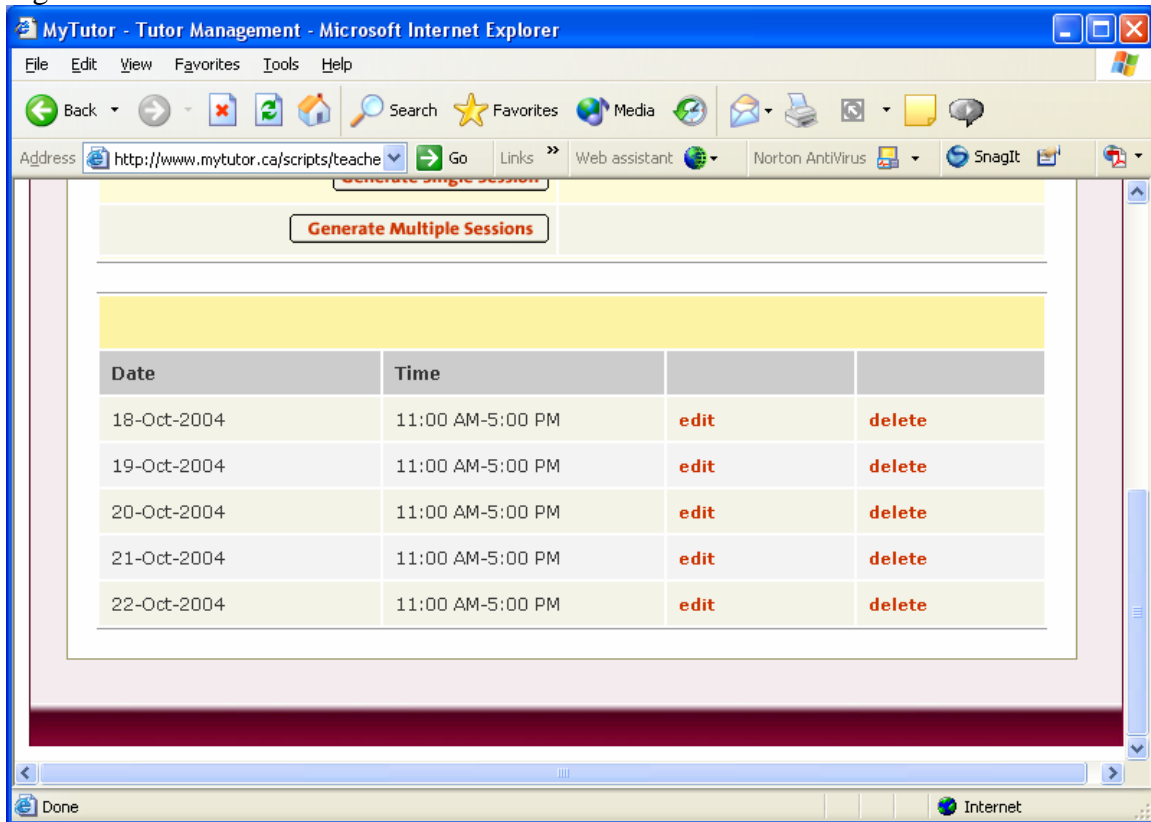 MyTutor - Tutor Management - Microsoft Internet Explorer
File Edit View Favorites Tools Help
Back Search Favorites Media
Address http://www.mytutor.ca/scripts/teache Go Links » Web assistant Norton AntiVirus SnagIt
Generate Single Session
Generate Multiple Sessions
Date Time
18-Oct-2004 11:00 AM-5:00 PM edit delete
19-Oct-2004 11:00 AM-5:00 PM edit delete
20-Oct-2004 11:00 AM-5:00 PM edit delete
21-Oct-2004 11:00 AM-5:00 PM edit delete
22-Oct-2004 11:00 AM-5:00 PM edit delete
Done Internet